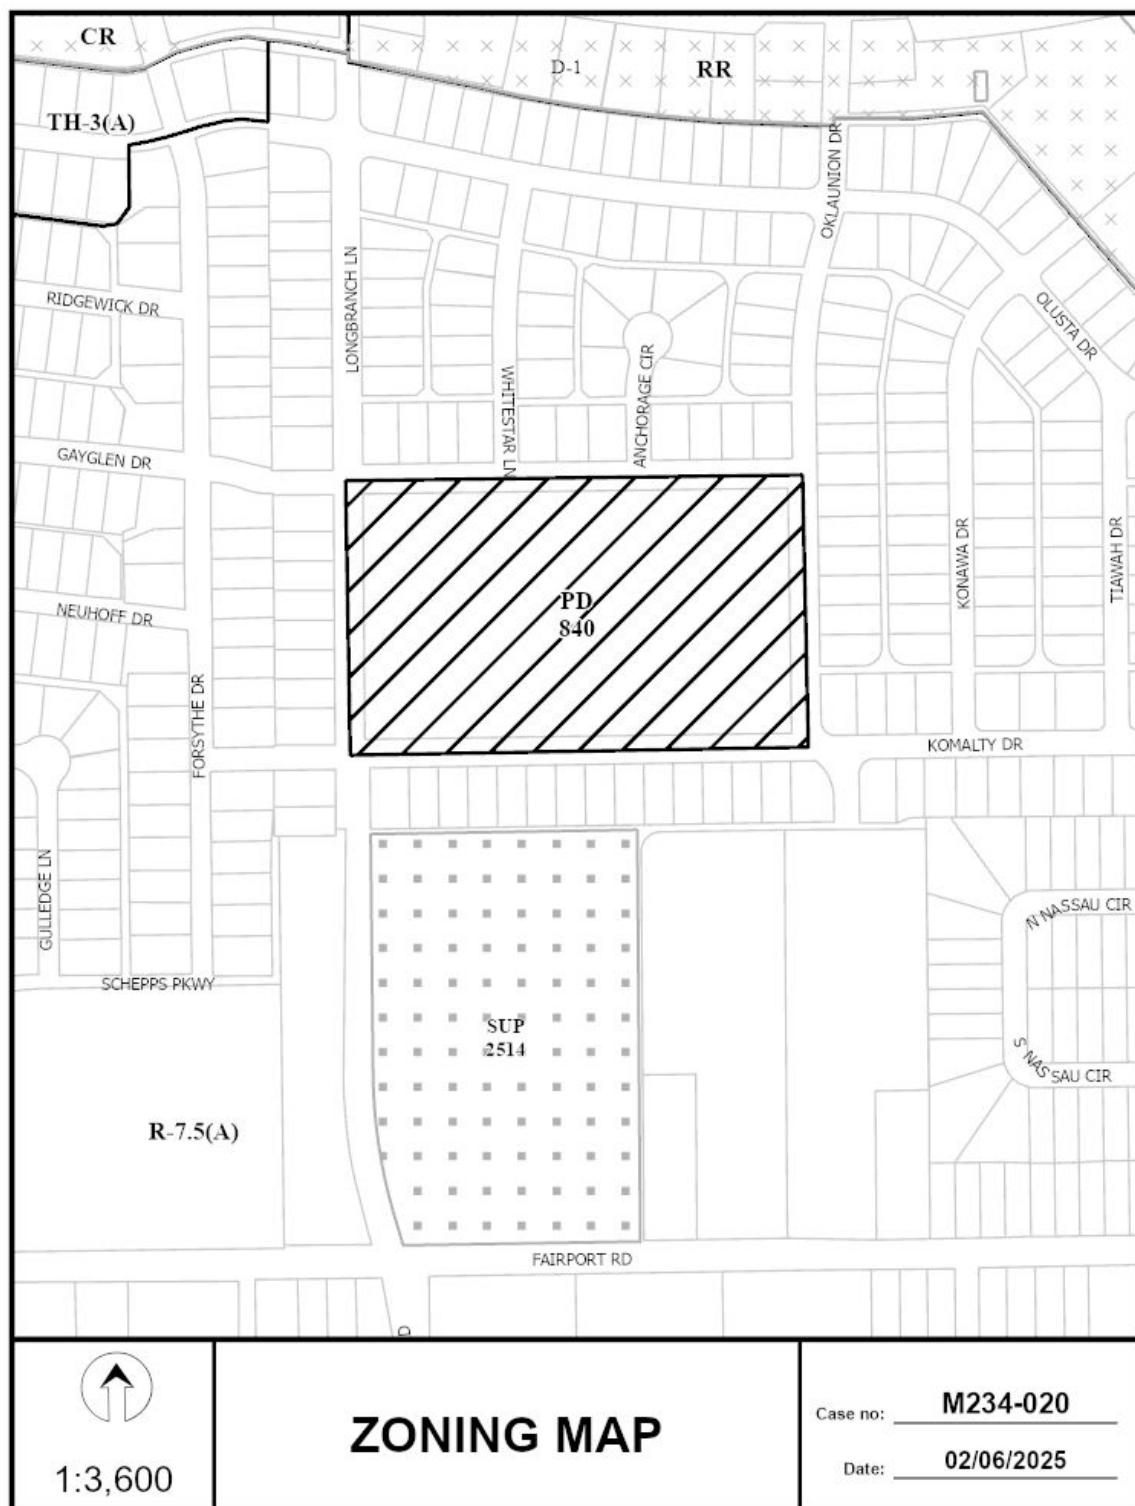 CR
D-1
RR
TH-3(A)
OKLAUNION DR
LONGBRANCH LN
RIDGEWICK DR
OLUSTA DR
WHITESTAR LN
ANCHORAGE CIR
GAYGLEN DR
KONAWA DR
TIAWAH DR
PD
840
NEUHOFF DR
FORSYTHE DR
KOMALTY DR
GULLEDGE LN
N NASSAU CIR
SCHEPPS PKWY
SUP
2514
S NASSAU CIR
R-7.5(A)
FAIRPORT RD
D
1:3,600
ZONING MAP
Case no: M234-020
Date: 02/06/2025